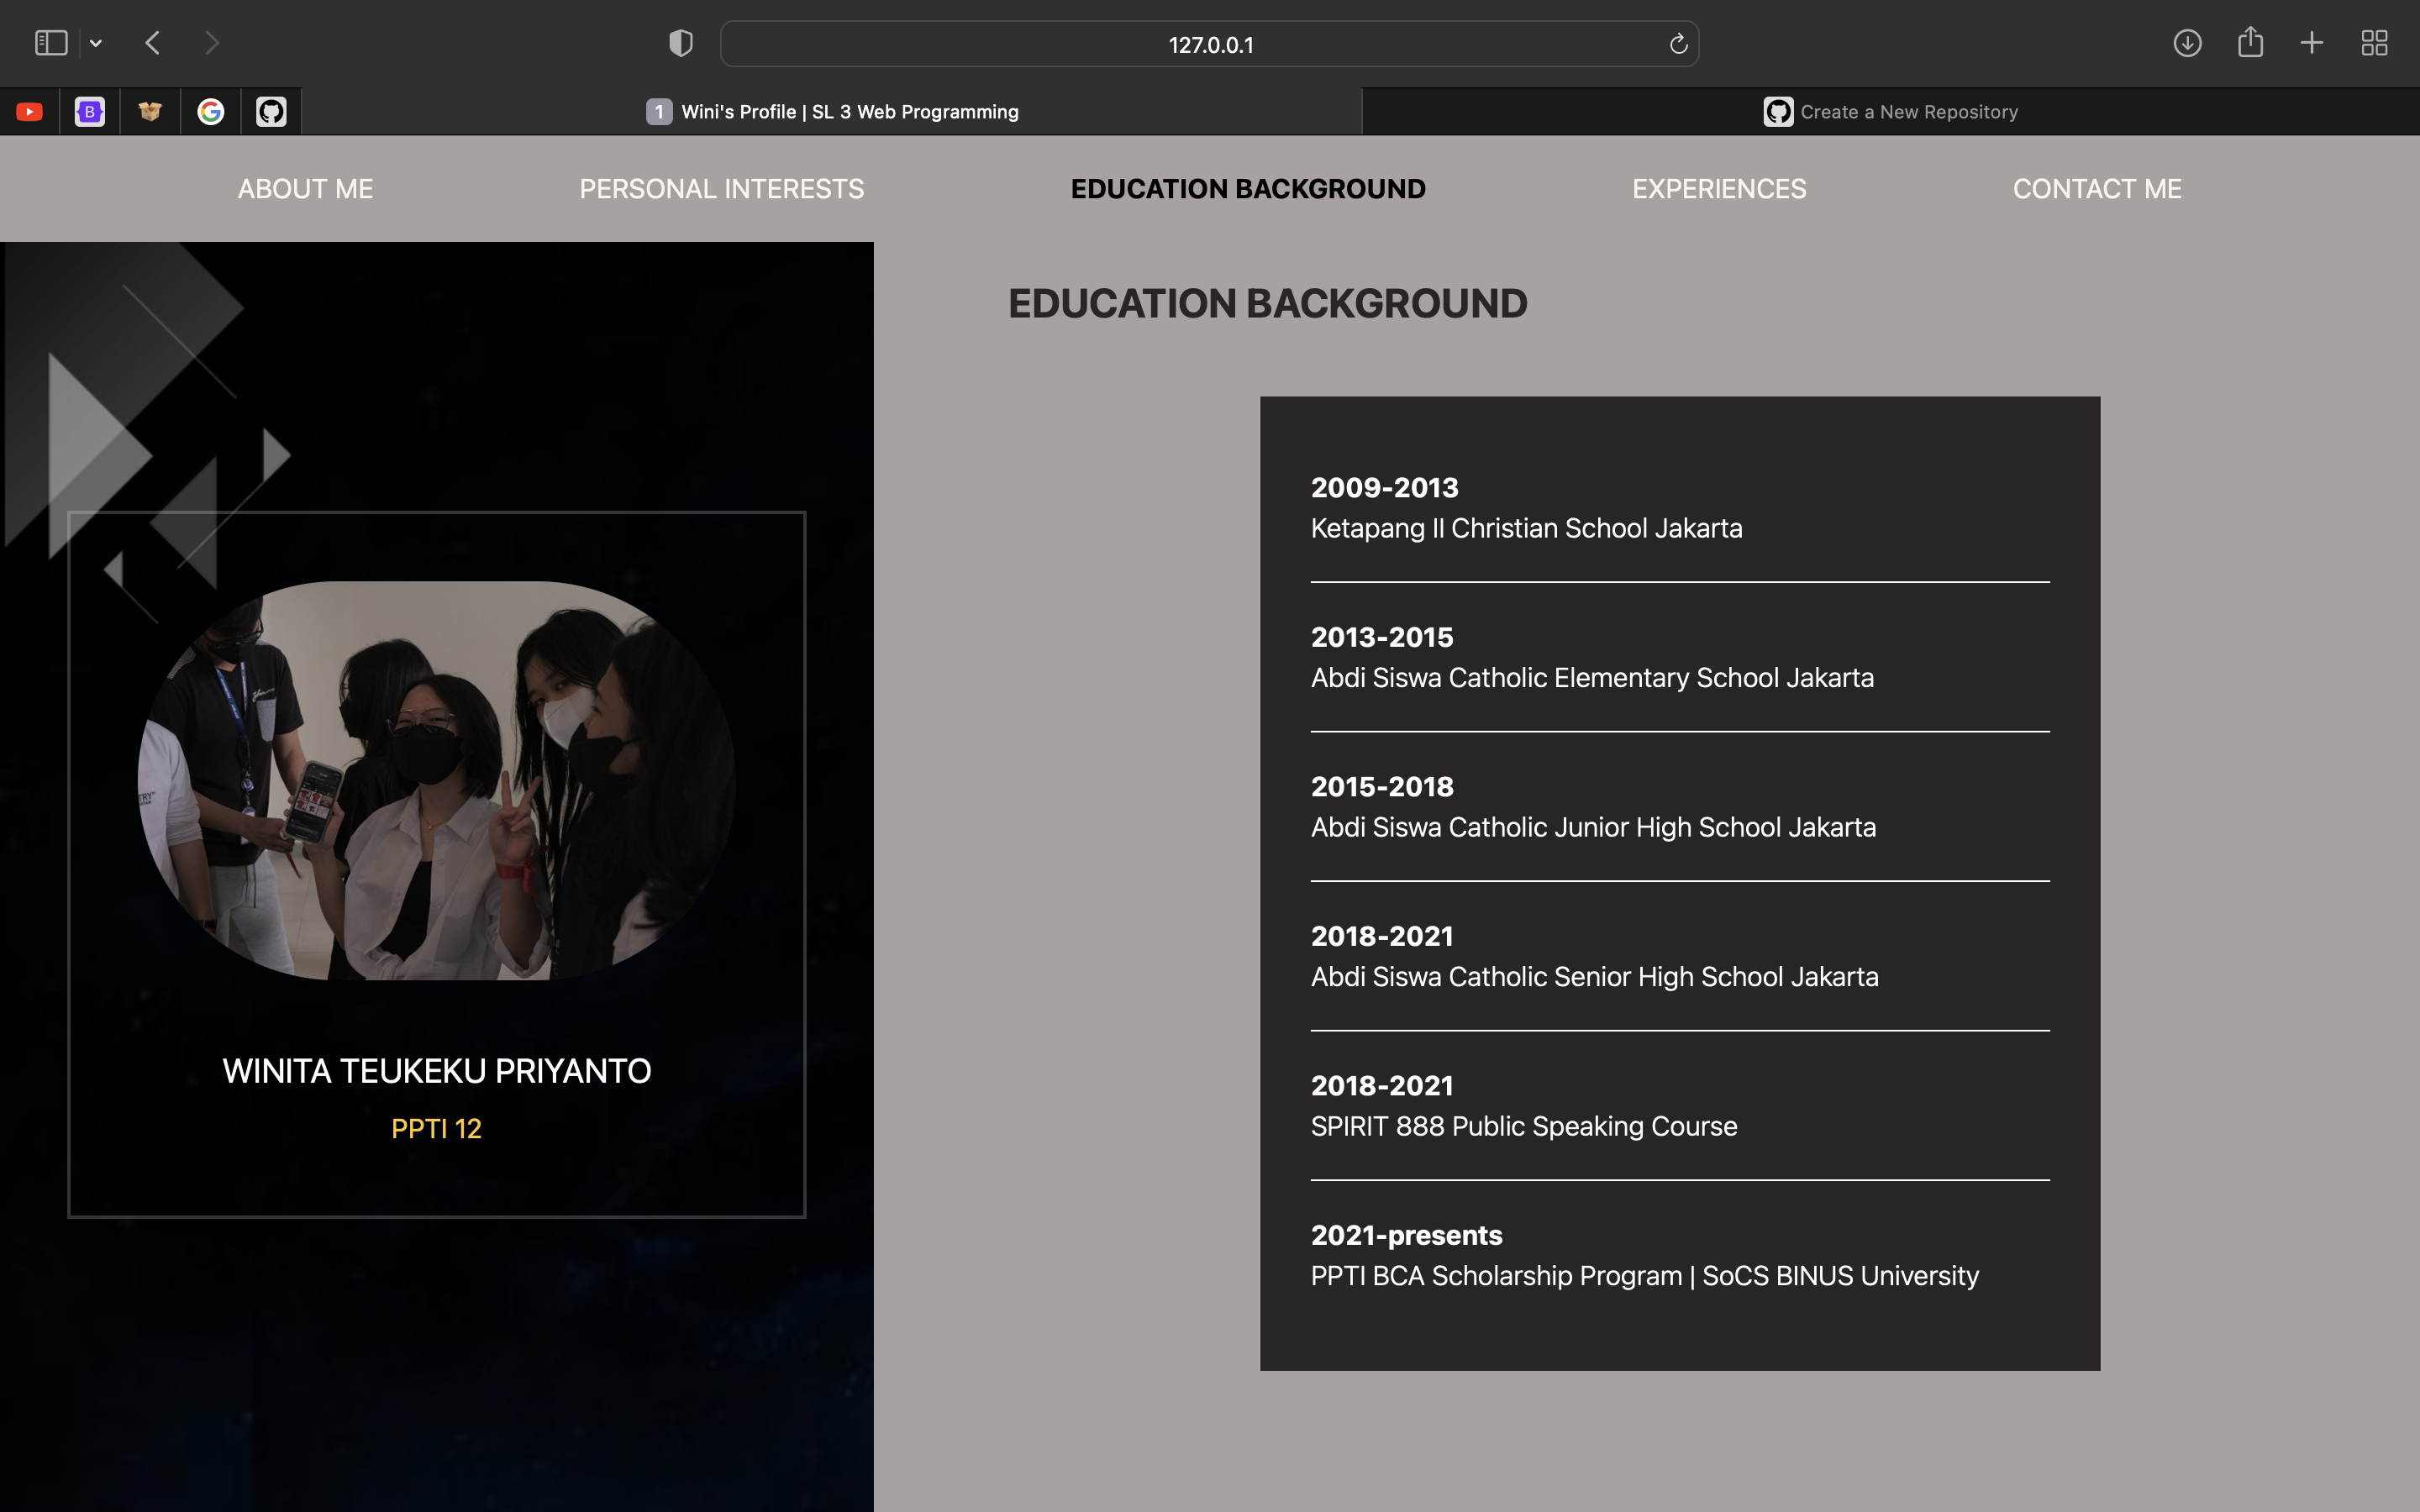 127.0.0.1
B
1 Wini's Profile | SL 3 Web Programming
Create a New Repository
ABOUT ME
PERSONAL INTERESTS
EDUCATION BACKGROUND
EXPERIENCES
CONTACT ME
EDUCATION BACKGROUND
2009-2013
Ketapang II Christian School Jakarta
2013-2015
Abdi Siswa Catholic Elementary School Jakarta
2015-2018
Abdi Siswa Catholic Junior High School Jakarta
2018-2021
Abdi Siswa Catholic Senior High School Jakarta
2018-2021
SPIRIT 888 Public Speaking Course
2021-presents
PPTI BCA Scholarship Program | SoCS BINUS University
WINITA TEUKEKU PRIYANTO
PPTI 12